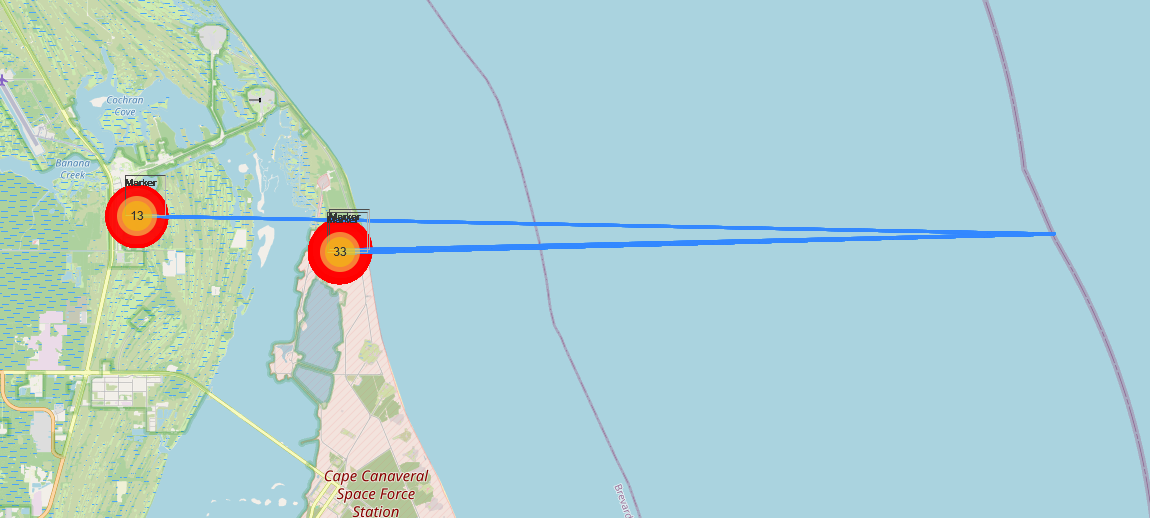 Cochran
Cove
Banana
Creek
Marker
13
Marker
33
Cape Canaveral
Space Force
Station
Brevard